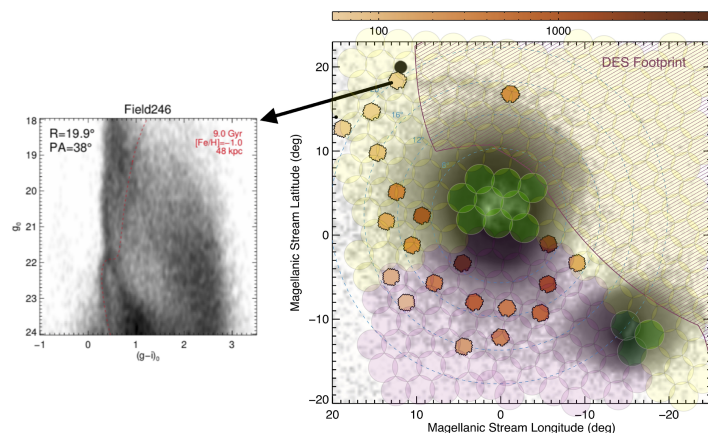 100 1000
Field246
R=19.9°
PA=38°
9.0 Gyr
[Fe/H]=−1.0
48 kpc
18
19
20
21
22
23
24
g₀
−1 0 1 2 3
(g-i)₀
DES Footprint
16°
12°
20
10
0
−10
−20
Magellanic Stream Latitude (deg)
20 10 0 −10 −20
Magellanic Stream Longitude (deg)